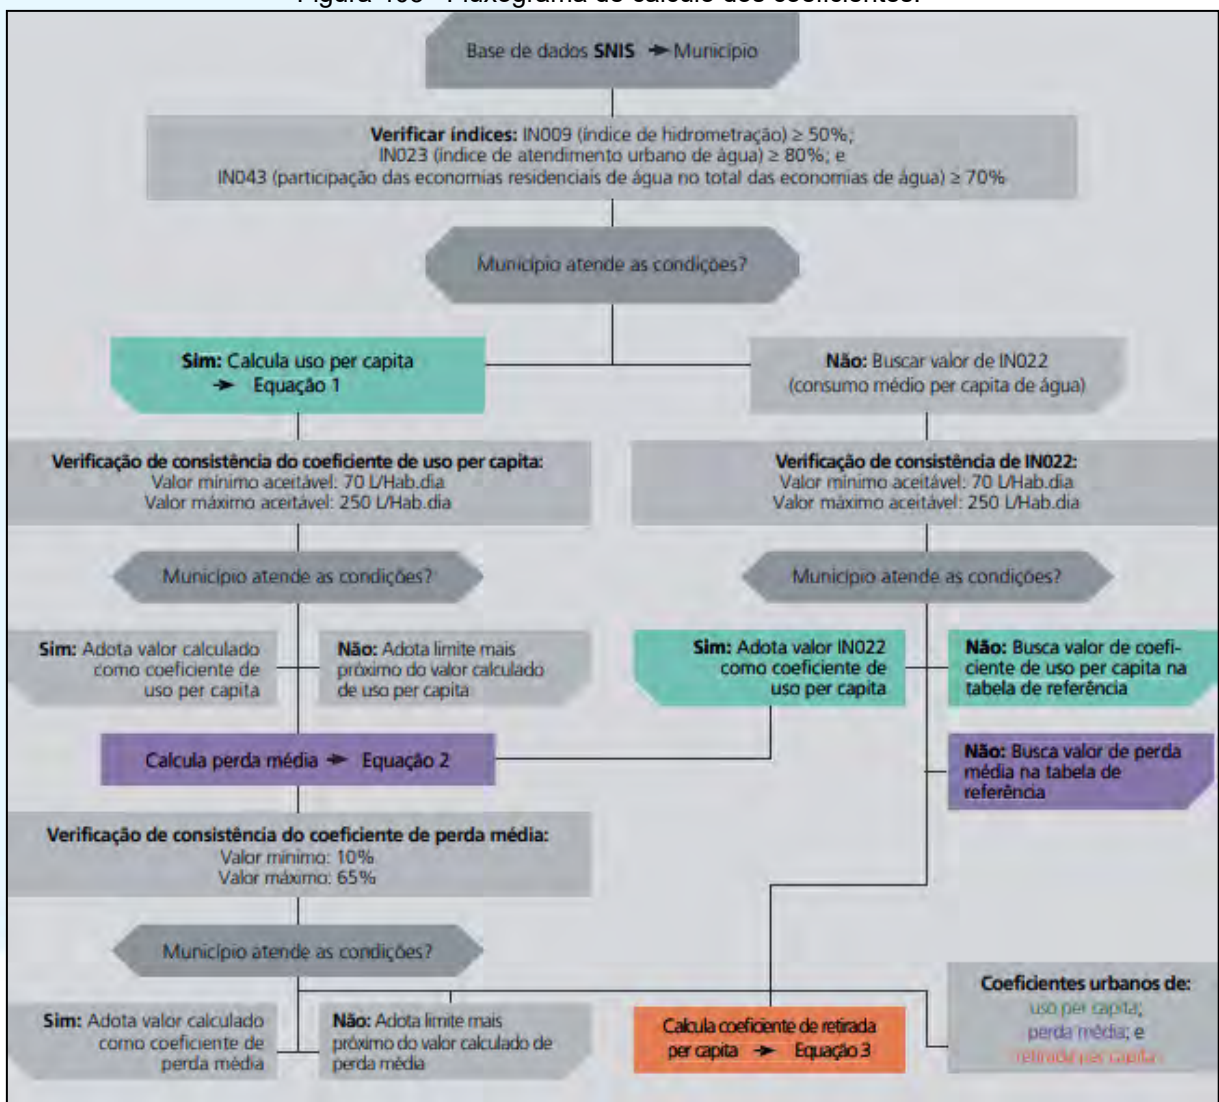 Base de dados SNIS → Município
Verificar índices: IN009 (índice de hidrometração) ≥ 50%;
IN023 (índice de atendimento urbano de água) ≥ 80%; e
IN043 (participação das economias residenciais de água no total das economias de água) ≥ 70%
Município atende as condições?
Sim: Calcula uso per capita
→ Equação 1
Não: Buscar valor de IN022
(consumo médio per capita de água)
Verificação de consistência do coeficiente de uso per capita:
Valor mínimo aceitável: 70 L/Hab.dia
Valor máximo aceitável: 250 L/Hab.dia
Verificação de consistência de IN022:
Valor mínimo aceitável: 70 L/Hab.dia
Valor máximo aceitável: 250 L/Hab.dia
Município atende as condições?
Município atende as condições?
Sim: Adota valor calculado
como coeficiente de
uso per capita
Não: Adota limite mais
próximo do valor calculado
de uso per capita
Sim: Adota valor IN022
como coeficiente de
uso per capita
Não: Busca valor de coefi-
ciente de uso per capita na
tabela de referência
Calcula perda média → Equação 2
Não: Busca valor de perda
média na tabela de
referência
Verificação de consistência do coeficiente de perda média:
Valor mínimo: 10%
Valor máximo: 65%
Município atende as condições?
Sim: Adota valor calculado
como coeficiente de
perda média
Não: Adota limite mais
próximo do valor calculado de
perda média
Calcula coeficiente de retirada
per capita → Equação 3
Coeficientes urbanos de:
uso per capita;
perda média; e
retirada per capita